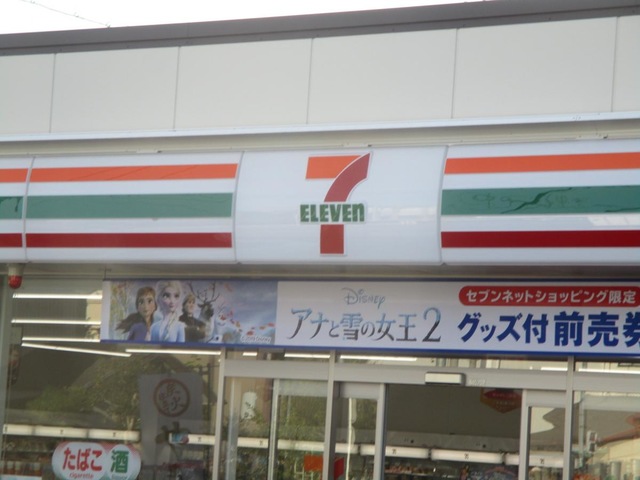 7
ELEVEn
Disney
アナと雪の女王2
セブンネットショッピング限定
グッズ付前売券
たばこ
酒
Cigarette